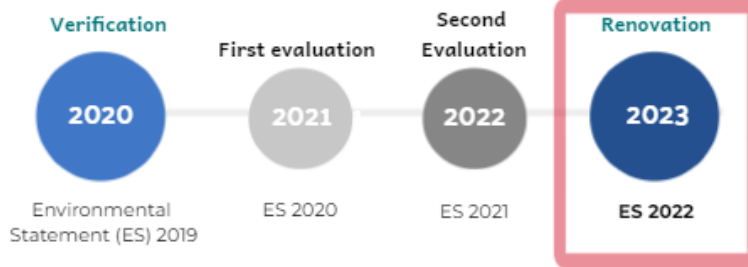 Verification
First evaluation
Second
Evaluation
Renovation
2020
2021
2022
2023
Environmental
Statement (ES) 2019
ES 2020
ES 2021
ES 2022